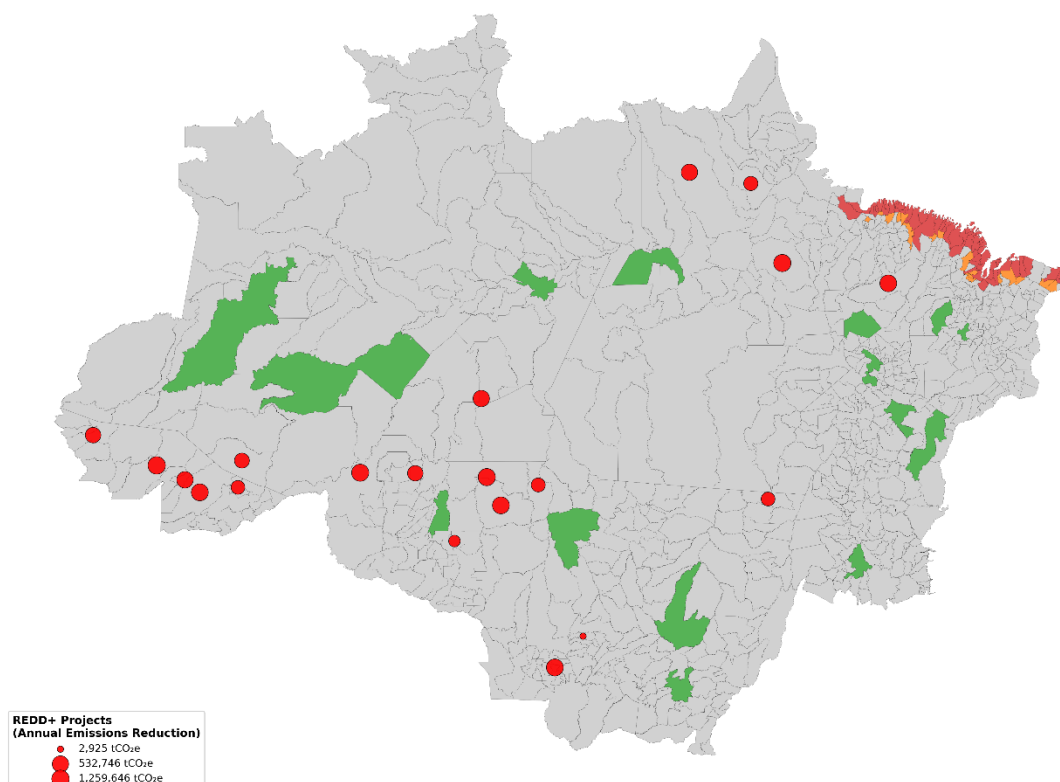 REDD+ Projects
(Annual Emissions Reduction)
2,925 tCO₂e
532,746 tCO₂e
1,259,646 tCO₂e